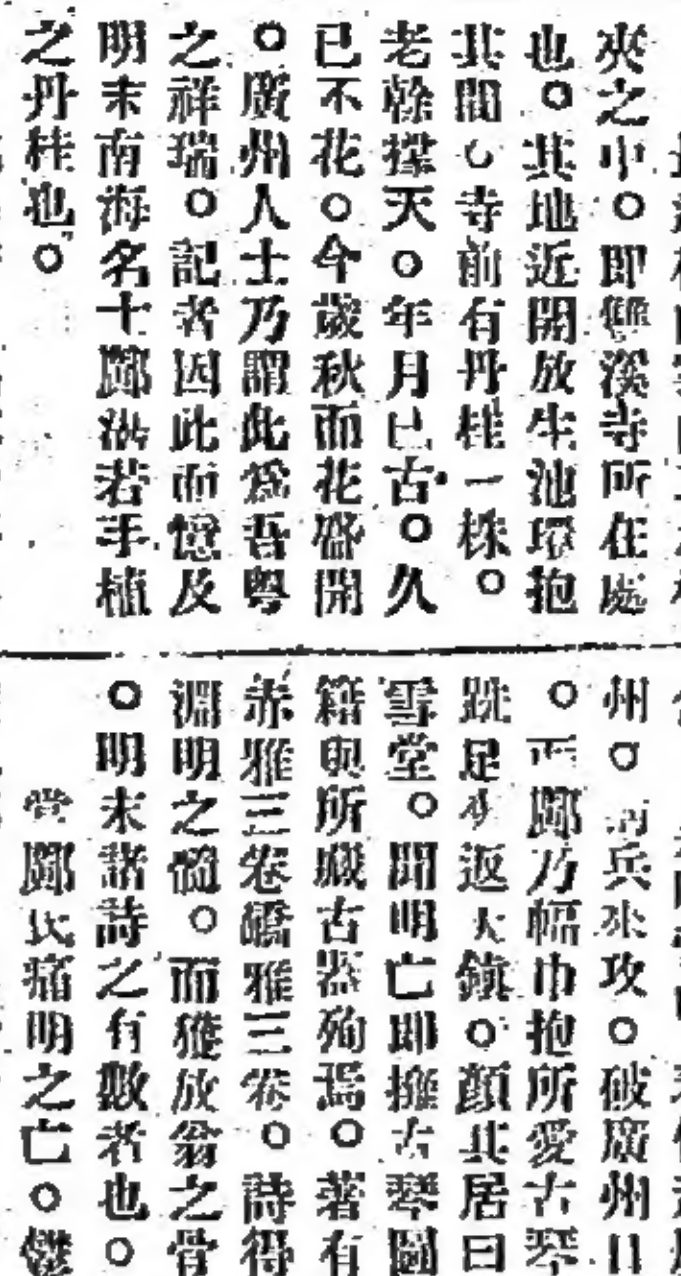 夾之中。即雙溪寺所在處
也。其地近開放生池環抱
其間。寺前有丹桂一株。
老榦撑天。年月已古。久
已不花。今歲秋而花盛開
。廣州人士乃謂此爲吾粤
之祥瑞。記者因此而憶及
明末南海名士鄺湛若手植
之丹桂也。
州。清兵來攻。破廣州日
。鄺乃幅巾抱所愛古琴
跣足返大鎮。顏其居曰
雪堂。聞明亡即擁古琴圖
籍與所藏古器殉焉。著有
赤雅三卷嶠雅三卷。詩得
淵明之髓。而獲放翁之骨
。明末諸詩之有數者也。
當鄺氏痛明之亡。